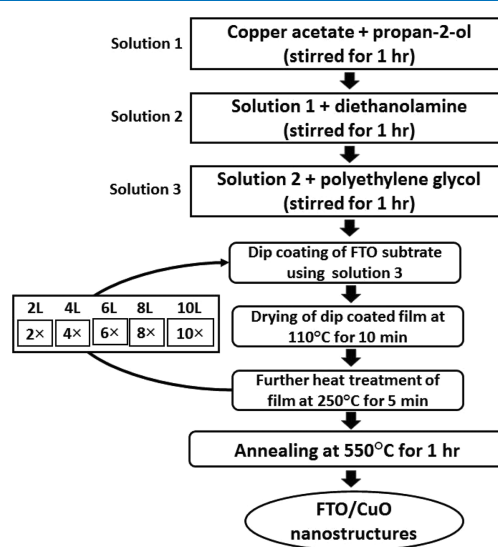 Solution 1
Copper acetate + propan-2-ol
(stirred for 1 hr)
Solution 2
Solution 1 + diethanolamine
(stirred for 1 hr)
Solution 3
Solution 2 + polyethylene glycol
(stirred for 1 hr)
Dip coating of FTO subtrate
using solution 3
2L 4L 6L 8L 10L
2× 4× 6× 8× 10×
Drying of dip coated film at
110°C for 10 min
Further heat treatment of
film at 250°C for 5 min
Annealing at 550°C for 1 hr
FTO/CuO
nanostructures